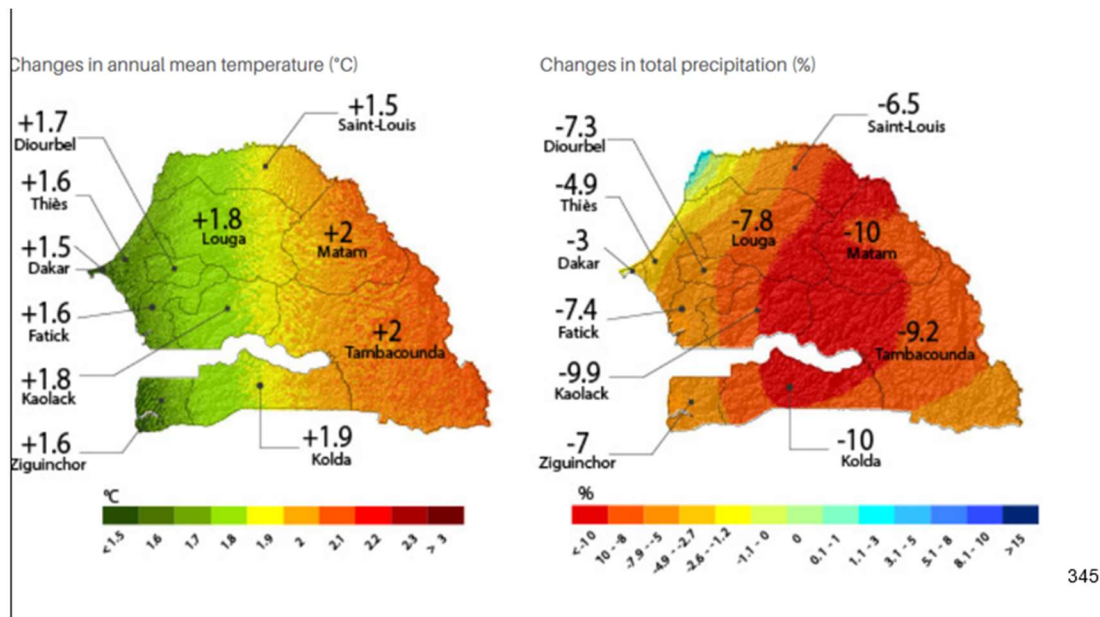 Changes in annual mean temperature (°C)
+1.5
Saint-Louis
+1.7
Diourbel
+1.6
Thiès
+1.8
Louga
+2
Matam
+1.5
Dakar
+1.6
Fatick
+2
Tambacounda
+1.8
Kaolack
+1.9
Kolda
+1.6
Ziguinchor
°C
<1.5 1.6 1.7 1.8 1.9 2 2.1 2.2 2.3 > 3
Changes in total precipitation (%)
-6.5
Saint-Louis
-7.3
Diourbel
-4.9
Thiès
-7.8
Louga
-10
Matam
-3
Dakar
-7.4
Fatick
-9.2
Tambacounda
-9.9
Kaolack
-10
Kolda
-7
Ziguinchor
%
<-10 10 - -8 -7.9 - -5 -4.9 - -2.7 -2.6 - -1.2 -1.1 - 0 0 0.1 - 1 1.1 - 3 3.1 - 5 5.1 - 8 8.1 - 10 >15
345